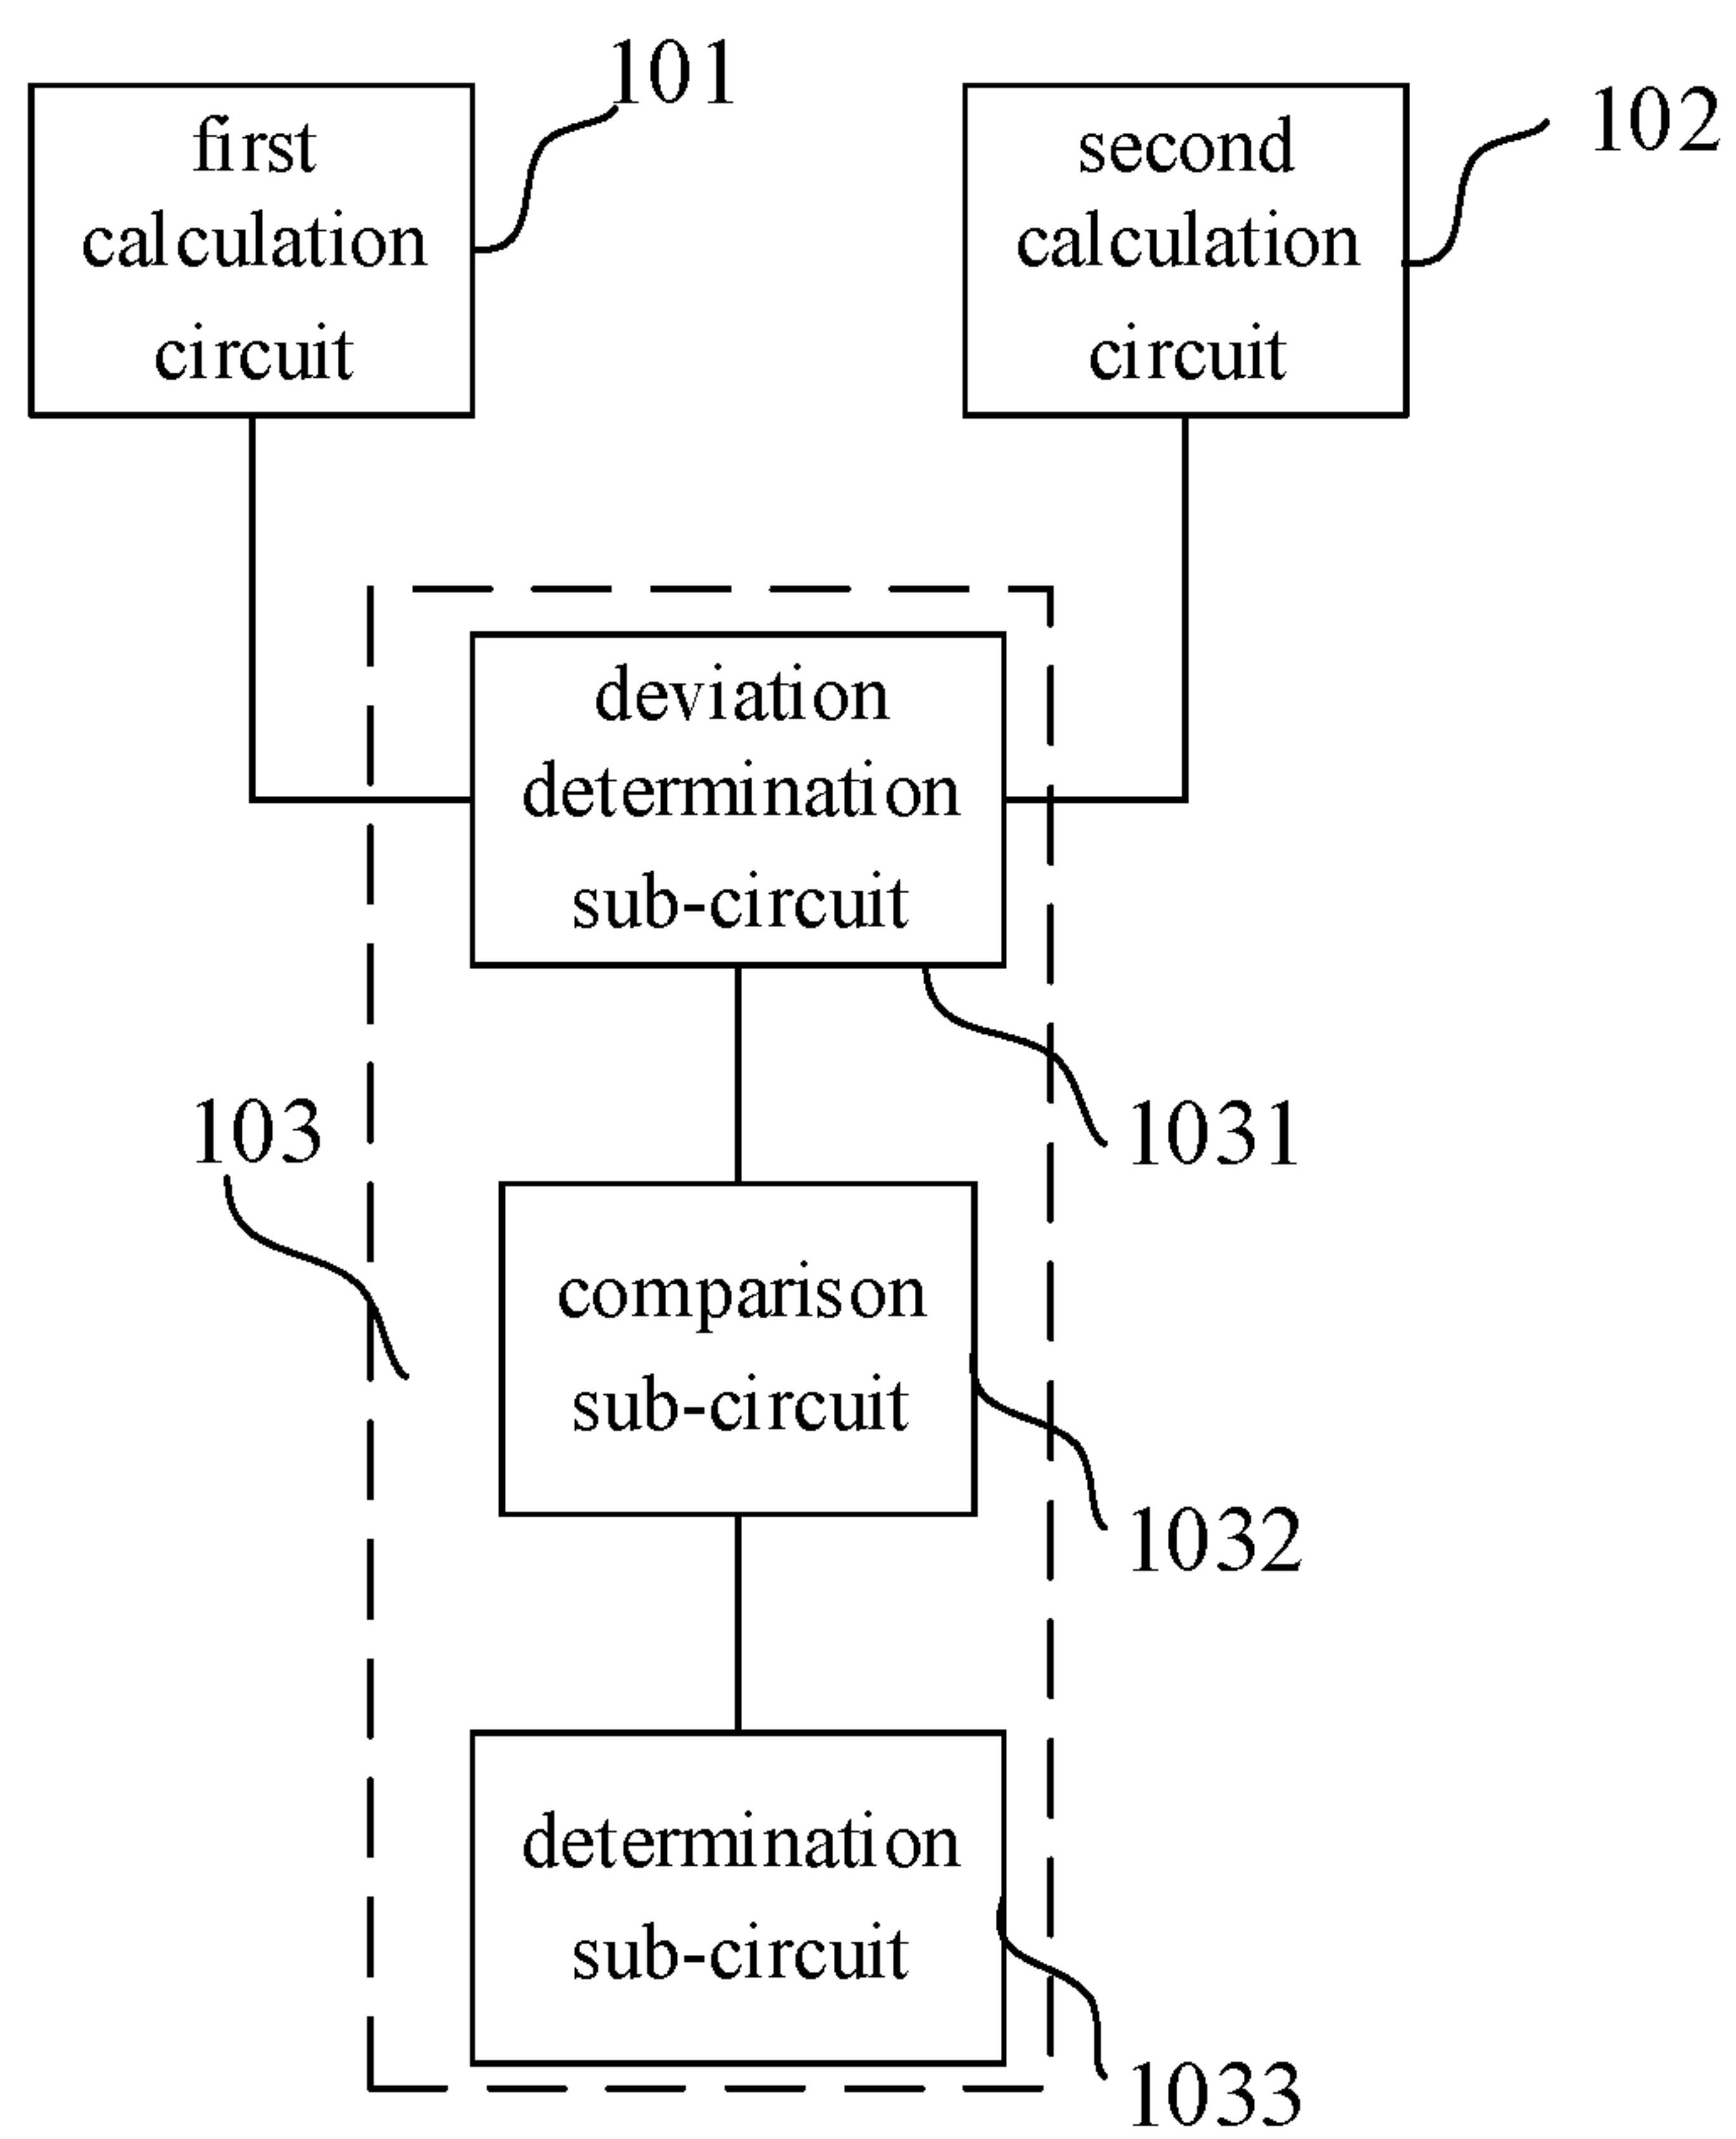 101
first
calculation
circuit
102
second
calculation
circuit
deviation
determination
sub-circuit
103
1031
comparison
sub-circuit
1032
determination
sub-circuit
1033